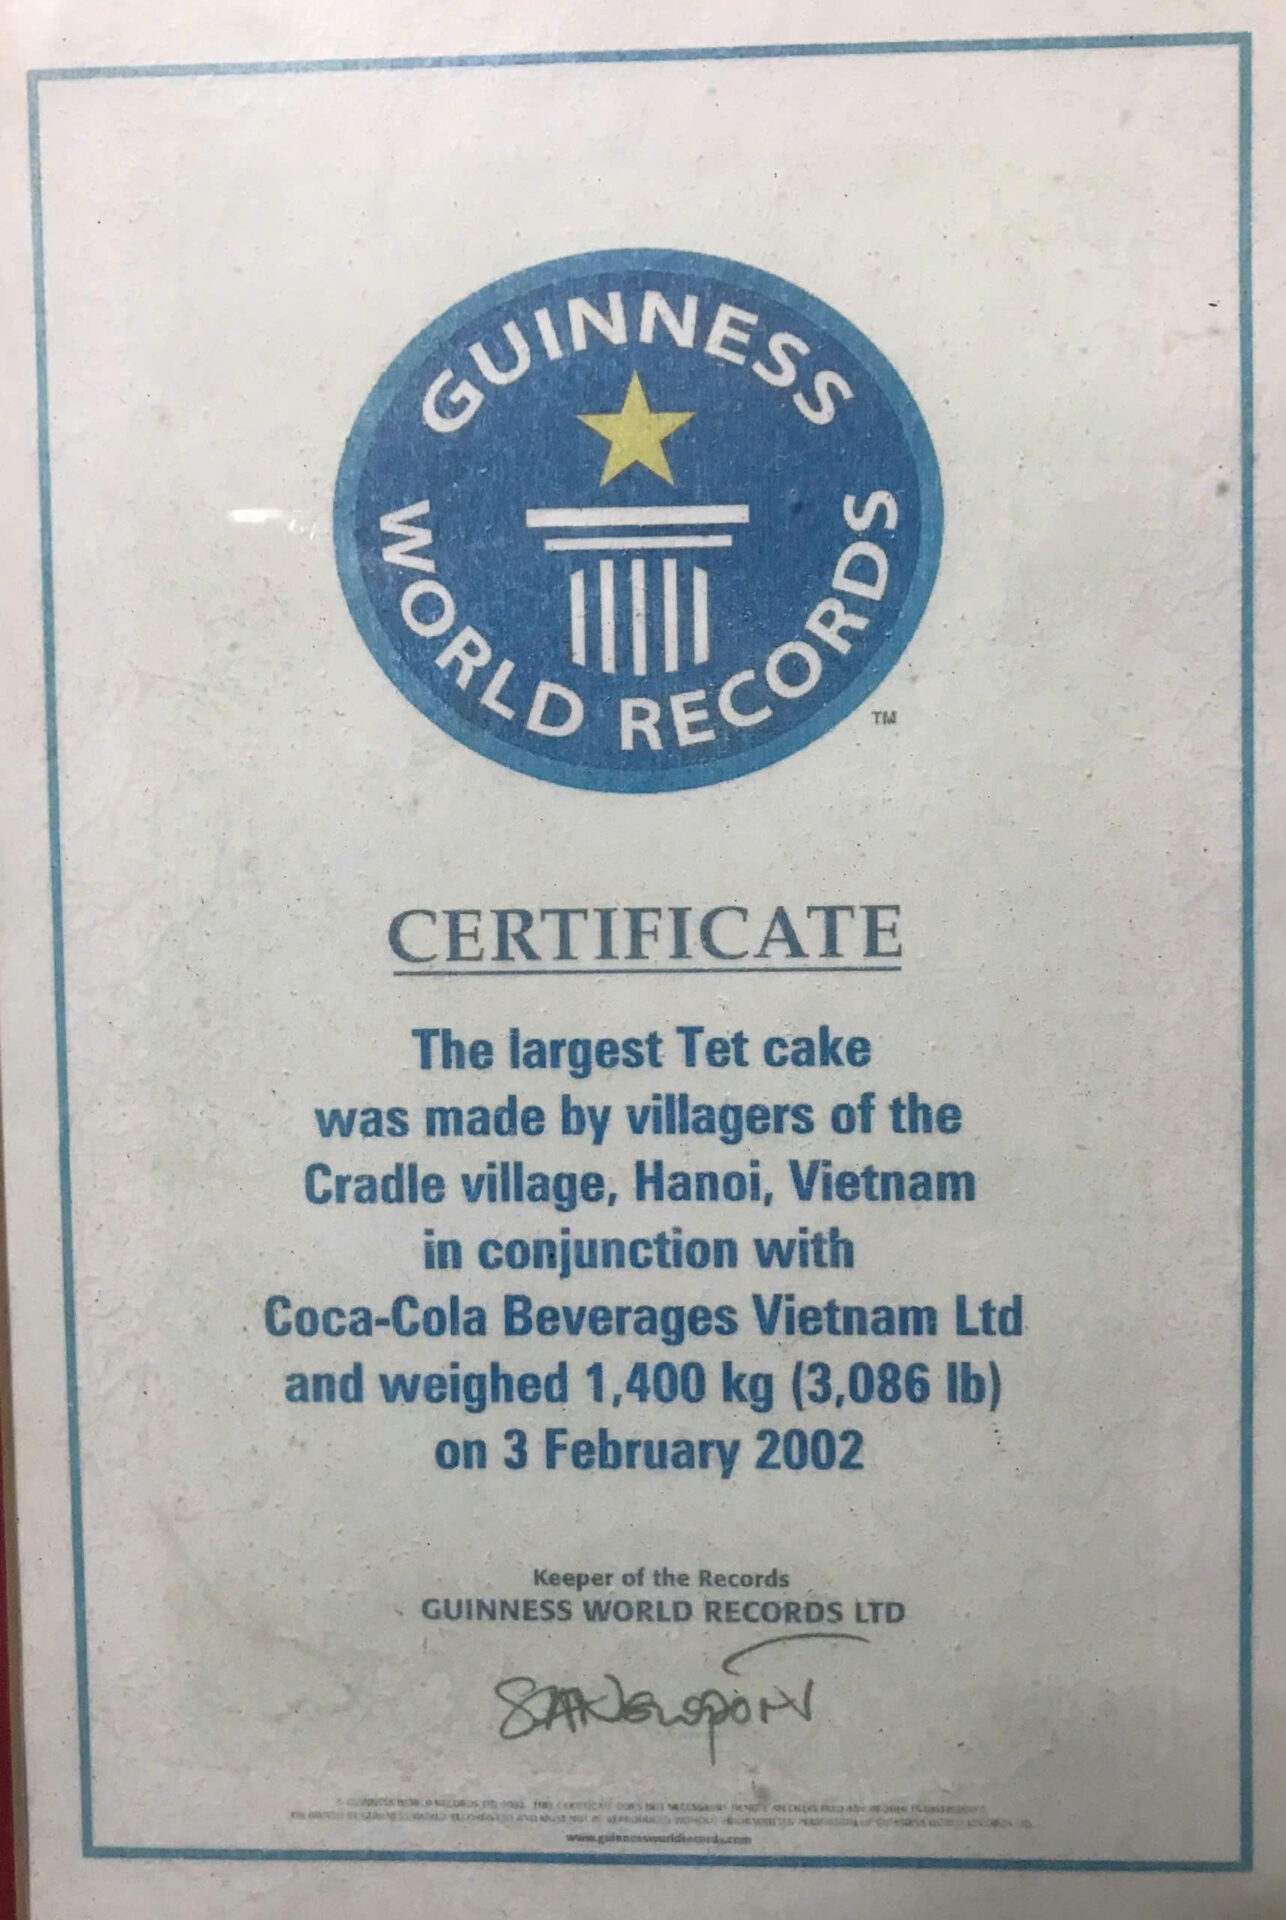 GUINNESS
WORLD RECORDS
TM
CERTIFICATE
The largest Tet cake
was made by villagers of the
Cradle village, Hanoi, Vietnam
in conjunction with
Coca-Cola Beverages Vietnam Ltd
and weighed 1,400 kg (3,086 lb)
on 3 February 2002
Keeper of the Records
GUINNESS WORLD RECORDS LTD
www.guinnessworldrecords.com